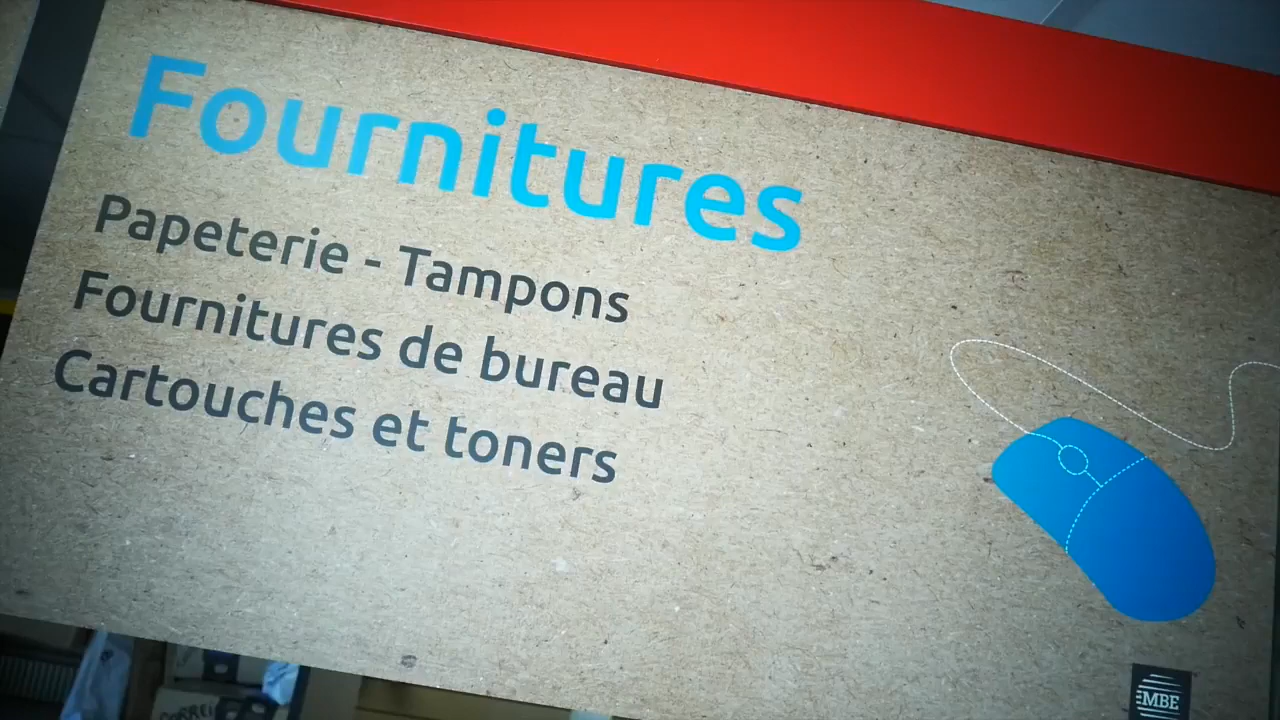 Fournitures
Papeterie - Tampons
Fournitures de bureau
Cartouches et toners
MBE